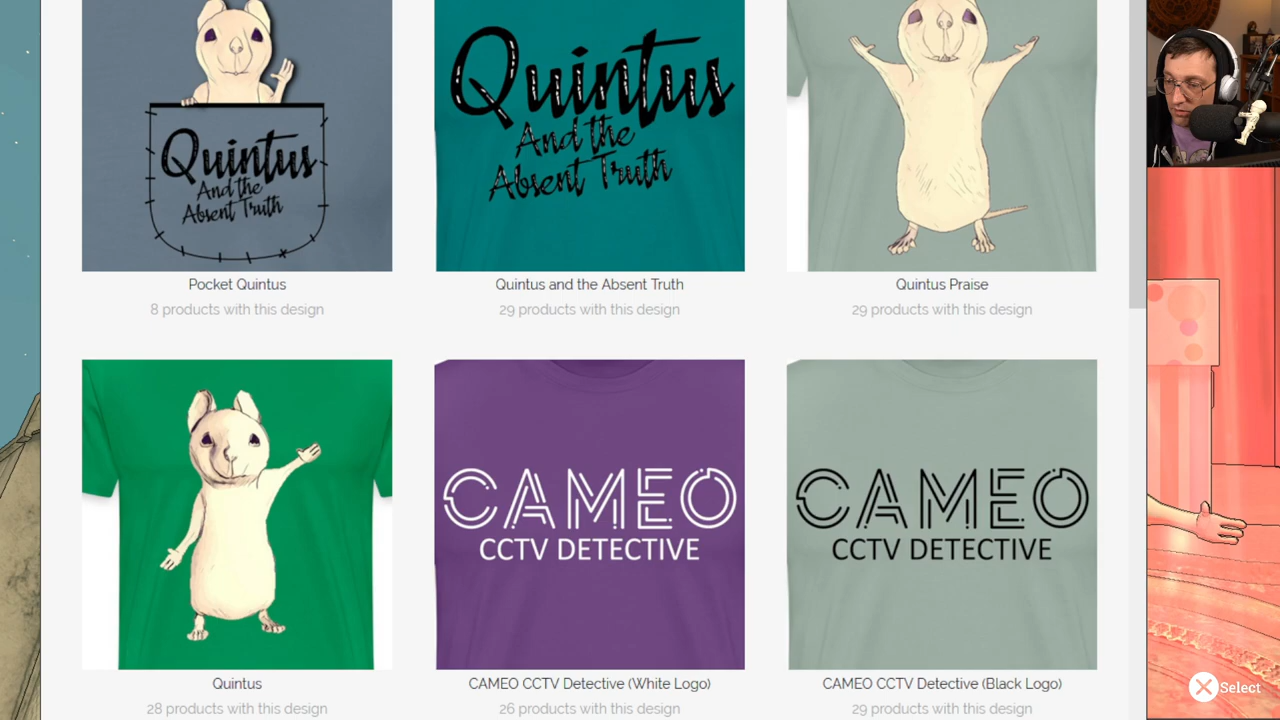 Quintus
And the
Absent Truth
Quintus
And the
Absent Truth
Pocket Quintus
8 products with this design
Quintus and the Absent Truth
29 products with this design
Quintus Praise
29 products with this design
CAMEO
CCTV DETECTIVE
CAMEO
CCTV DETECTIVE
Quintus
28 products with this design
CAMEO CCTV Detective (White Logo)
26 products with this design
CAMEO CCTV Detective (Black Logo)
29 products with this design
Select